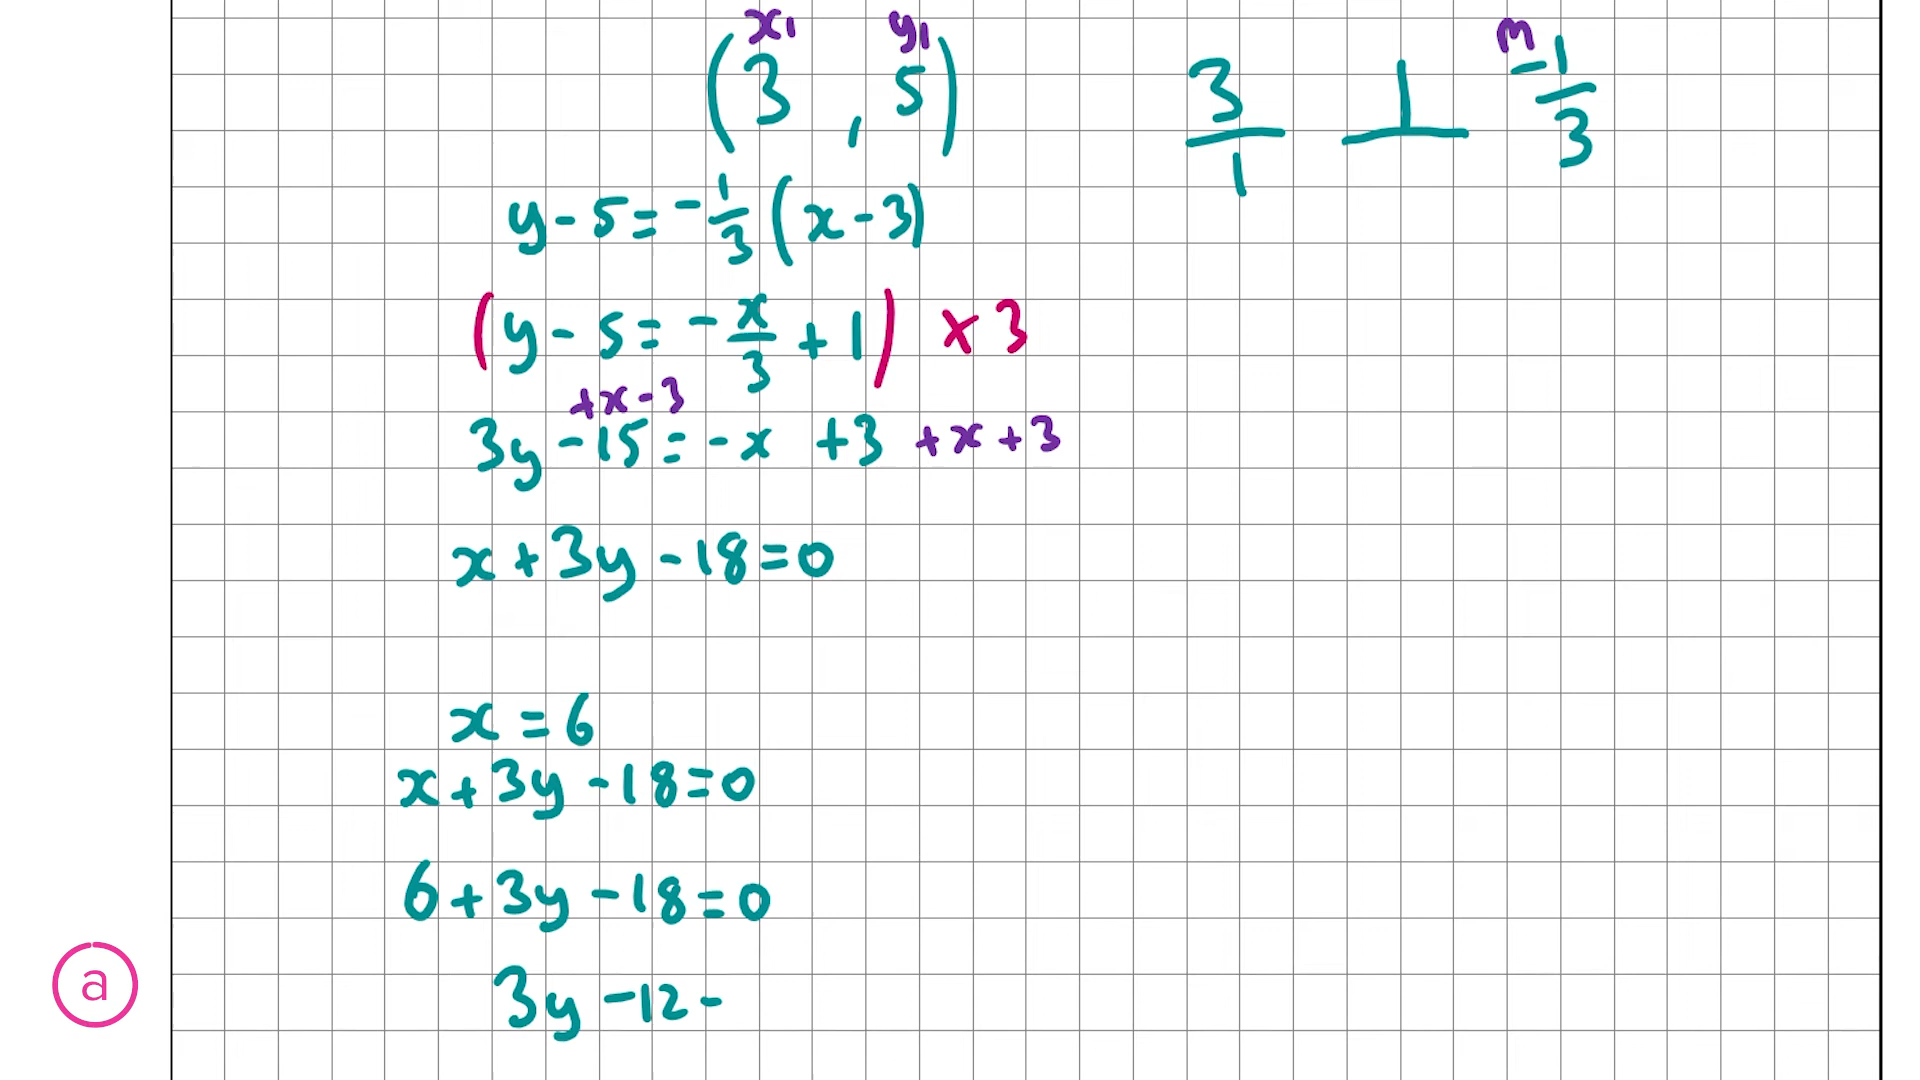 x₁ y₁
(3 , 5)
3/1 ⊥ m -1/3
y - 5 = -1/3 (x - 3)
(y - 5 = -x/3 + 1) × 3
+x - 3
3y - 15 = -x + 3 +x + 3
x + 3y - 18 = 0
x = 6
x + 3y - 18 = 0
6 + 3y - 18 = 0
3y - 12 -
a